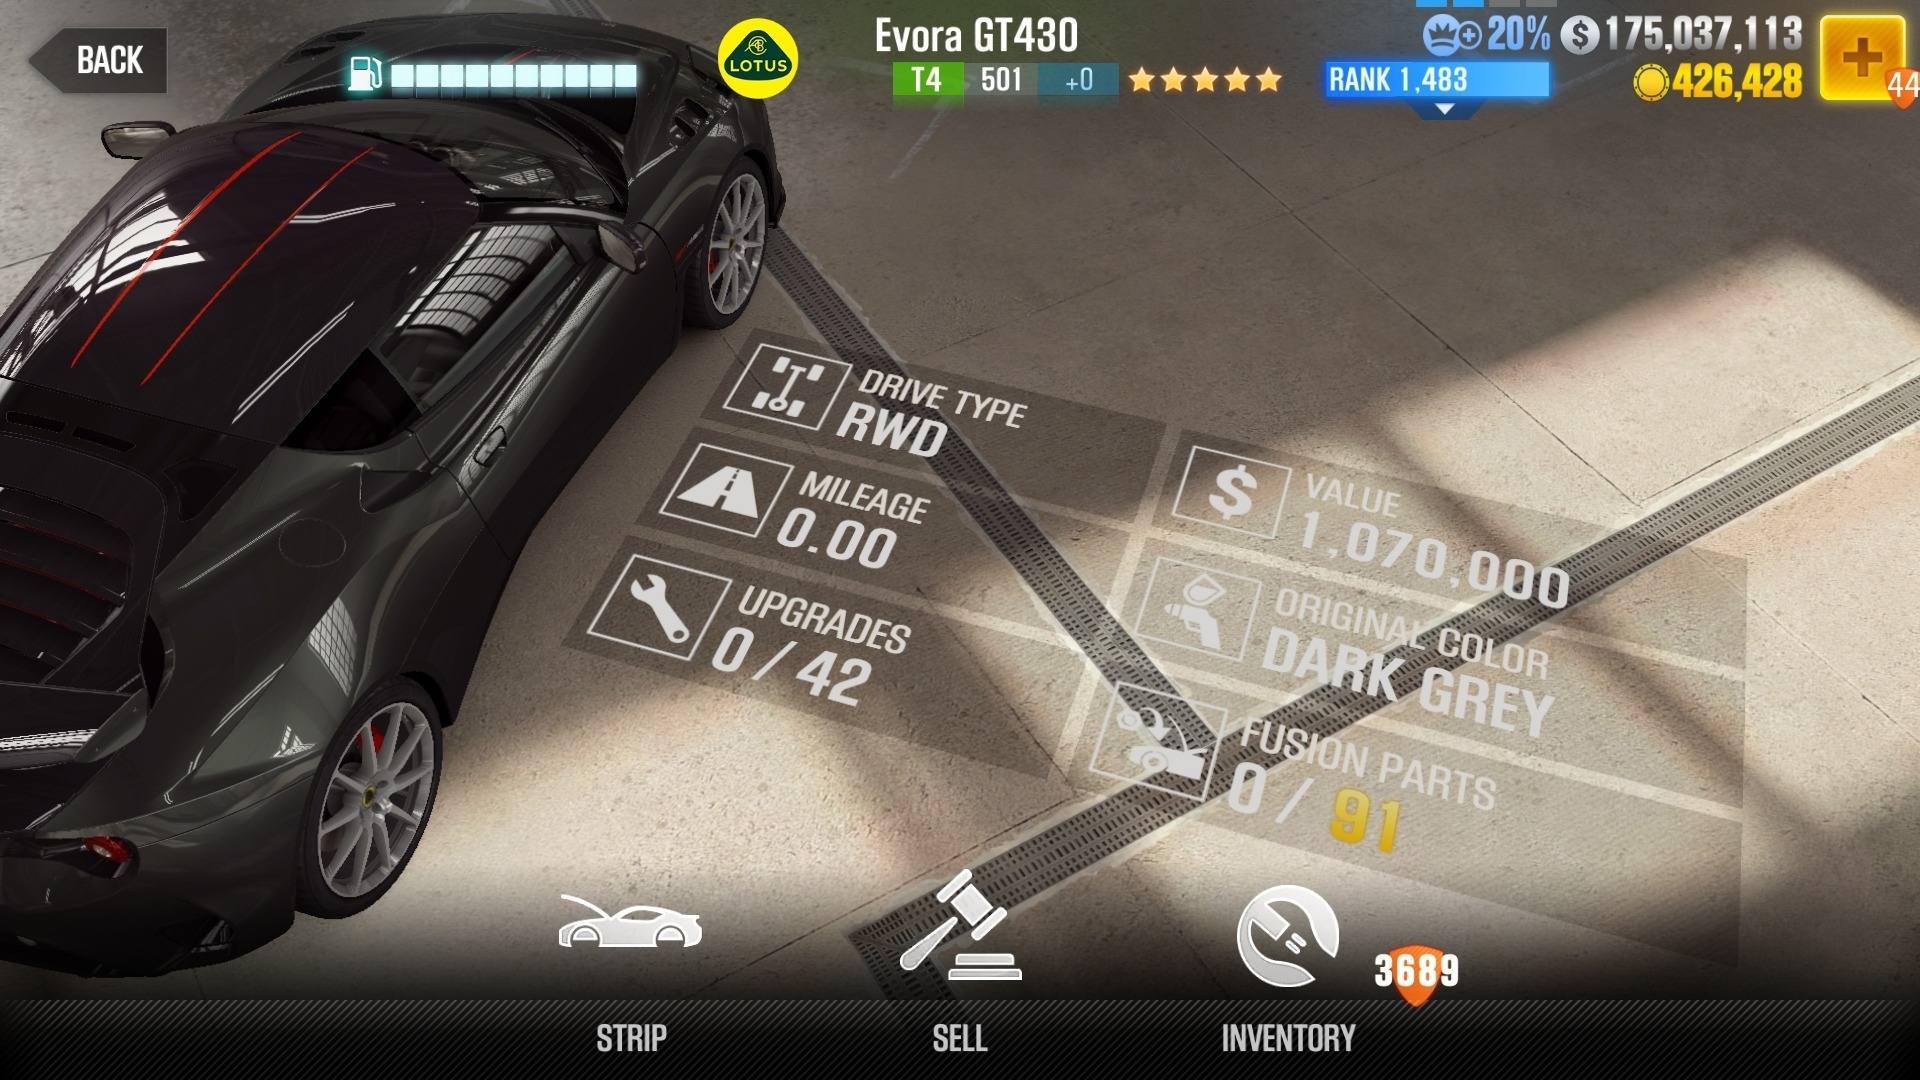 BACK
LOTUS
Evora GT430
T4 501 +0
RANK 1,483
20%
$ 175,037,113
426,428
44
DRIVE TYPE
RWD
MILEAGE
0.00
UPGRADES
0 / 42
$ VALUE
1,070,000
ORIGINAL COLOR
DARK GREY
FUSION PARTS
0 / 91
3689
STRIP
SELL
INVENTORY